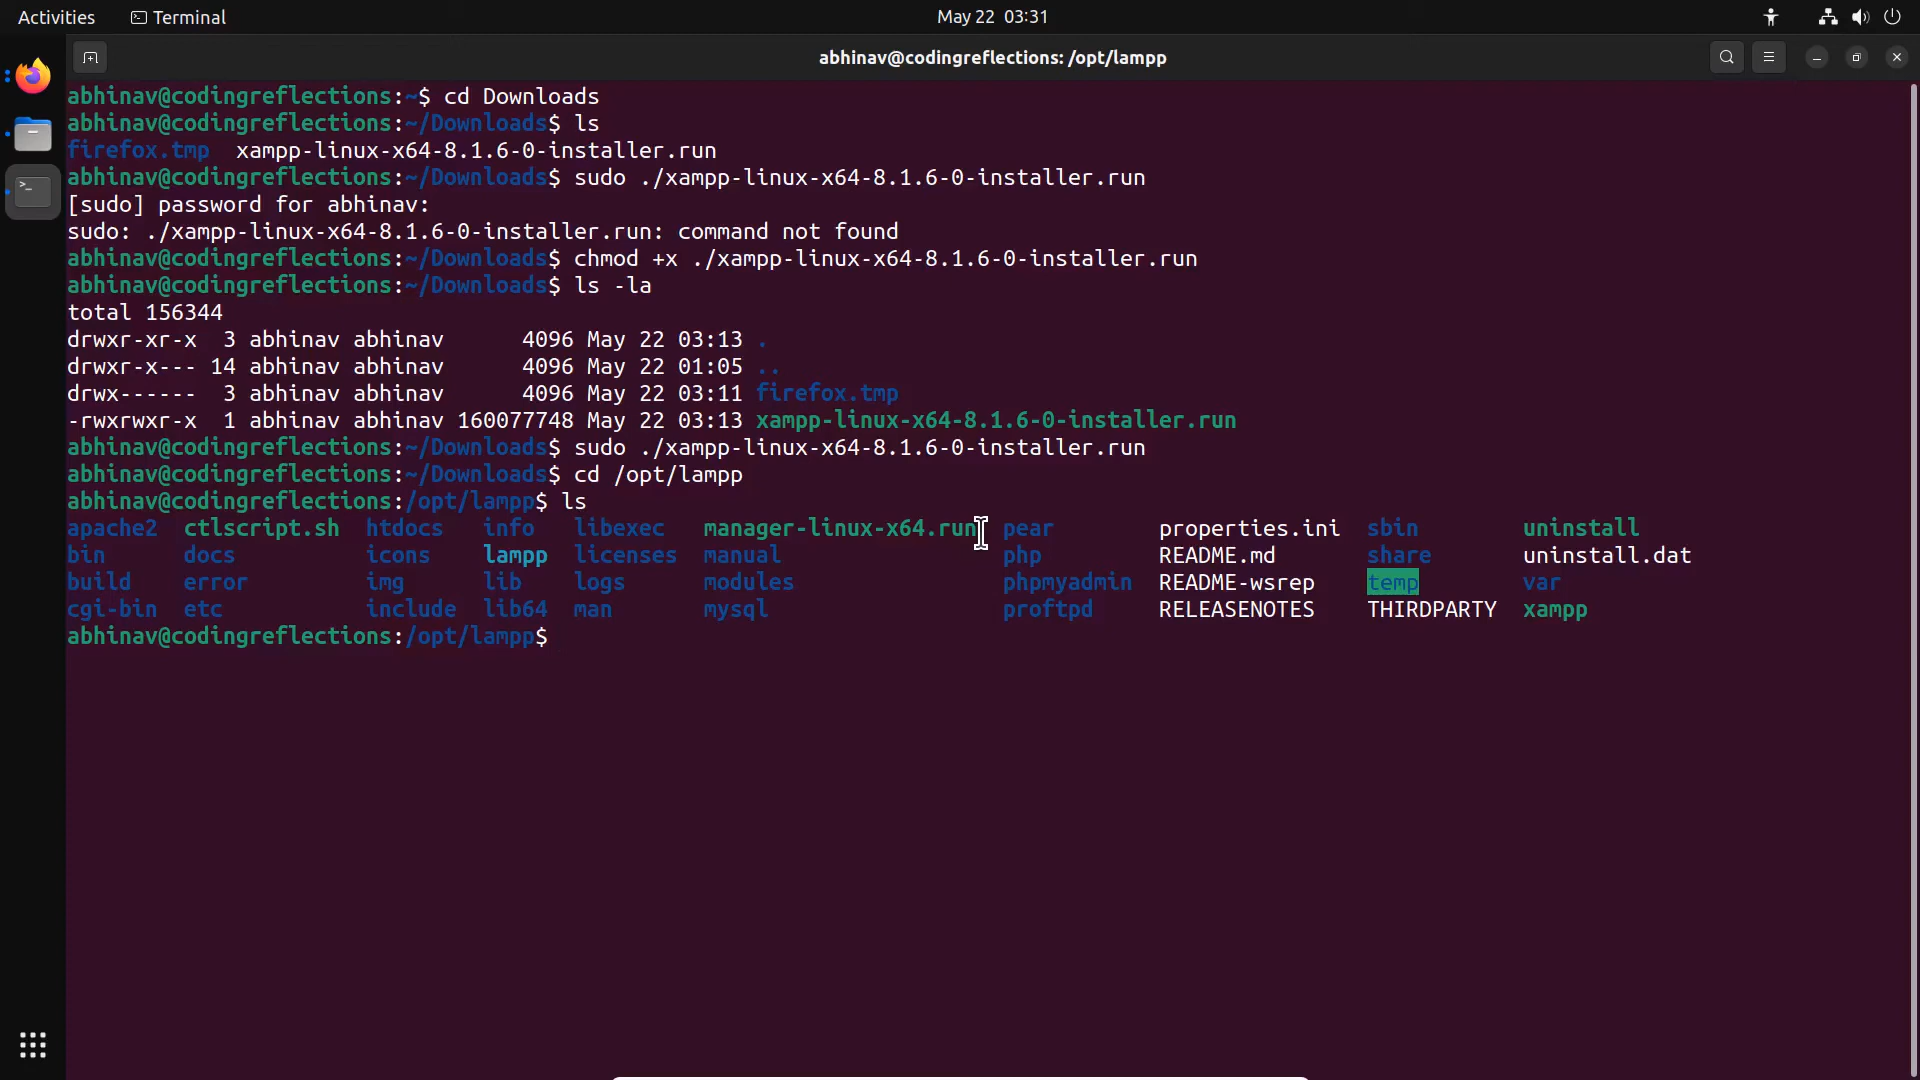 Activities Terminal May 22 03:31
abhinav@codingreflections: /opt/lampp
abhinav@codingreflections:~$ cd Downloads
abhinav@codingreflections:~/Downloads$ ls
firefox.tmp  xampp-linux-x64-8.1.6-0-installer.run
abhinav@codingreflections:~/Downloads$ sudo ./xampp-linux-x64-8.1.6-0-installer.run
[sudo] password for abhinav:
sudo: ./xampp-linux-x64-8.1.6-0-installer.run: command not found
abhinav@codingreflections:~/Downloads$ chmod +x ./xampp-linux-x64-8.1.6-0-installer.run
abhinav@codingreflections:~/Downloads$ ls -la
total 156344
drwxr-xr-x  3 abhinav abhinav      4096 May 22 03:13 .
drwxr-x--- 14 abhinav abhinav      4096 May 22 01:05 ..
drwx------  3 abhinav abhinav      4096 May 22 03:11 firefox.tmp
-rwxrwxr-x  1 abhinav abhinav 160077748 May 22 03:13 xampp-linux-x64-8.1.6-0-installer.run
abhinav@codingreflections:~/Downloads$ sudo ./xampp-linux-x64-8.1.6-0-installer.run
abhinav@codingreflections:~/Downloads$ cd /opt/lampp
abhinav@codingreflections:/opt/lampp$ ls
apache2  ctlscript.sh  htdocs   info   libexec   manager-linux-x64.run  pear        properties.ini  sbin        uninstall
bin      docs          icons    lampp  licenses  manual                 php         README.md       share       uninstall.dat
build    error         img      lib    logs      modules                phpmyadmin  README-wsrep    temp        var
cgi-bin  etc           include  lib64  man       mysql                  proftpd     RELEASENOTES    THIRDPARTY  xampp
abhinav@codingreflections:/opt/lampp$